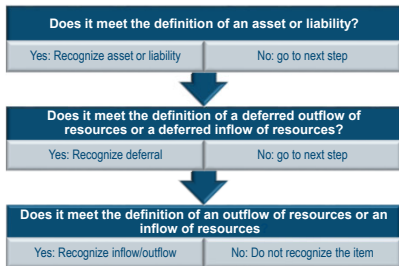 Does it meet the definition of an asset or liability?
Yes: Recognize asset or liability
No: go to next step
Does it meet the definition of a deferred outflow of
resources or a deferred inflow of resources?
Yes: Recognize deferral
No: go to next step
Does it meet the definition of an outflow of resources or an
inflow of resources
Yes: Recognize inflow/outflow
No: Do not recognize the item